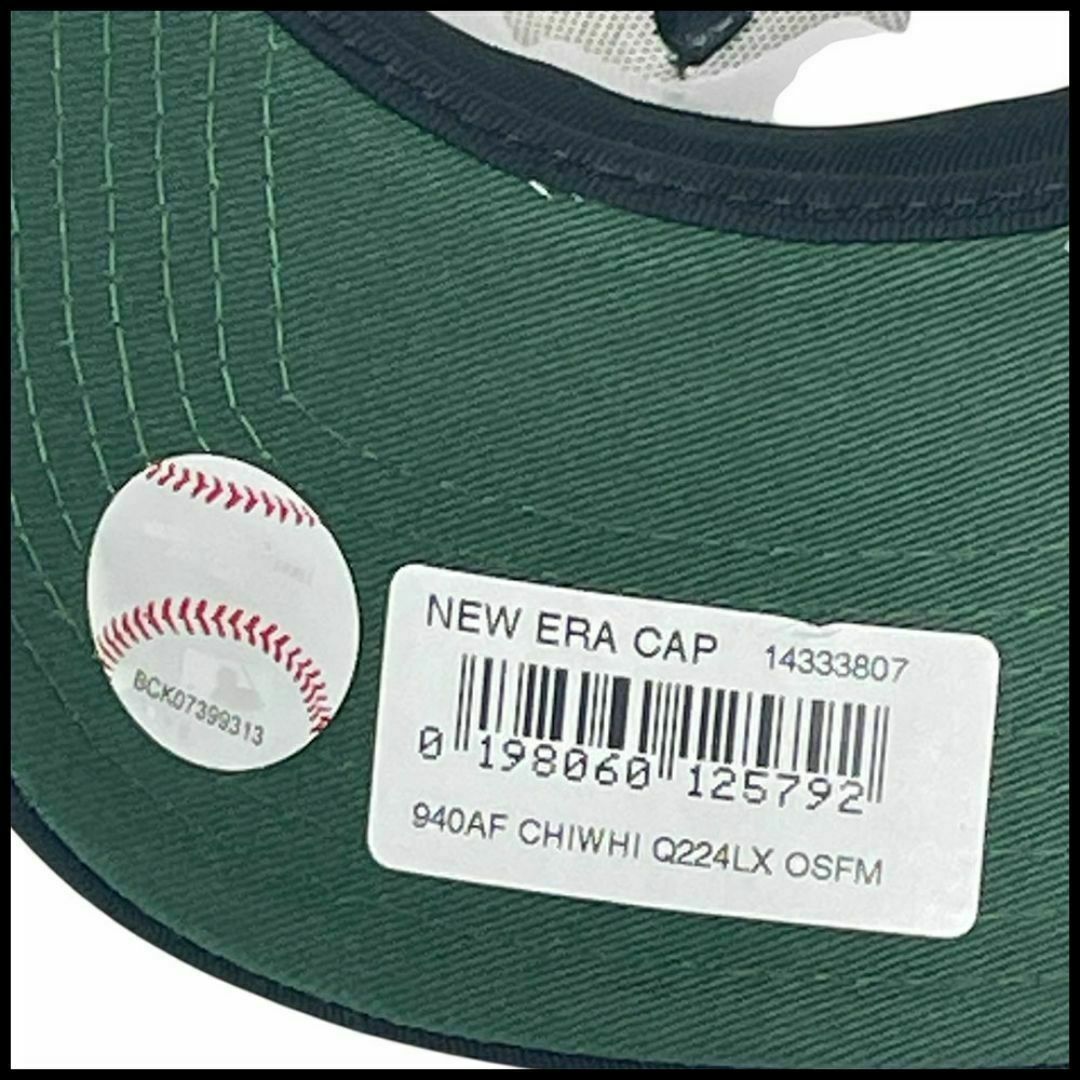 NEW ERA CAP 14333807
0 198060 125792
940AF CHIWHI Q224LX OSFM
BCK07399313